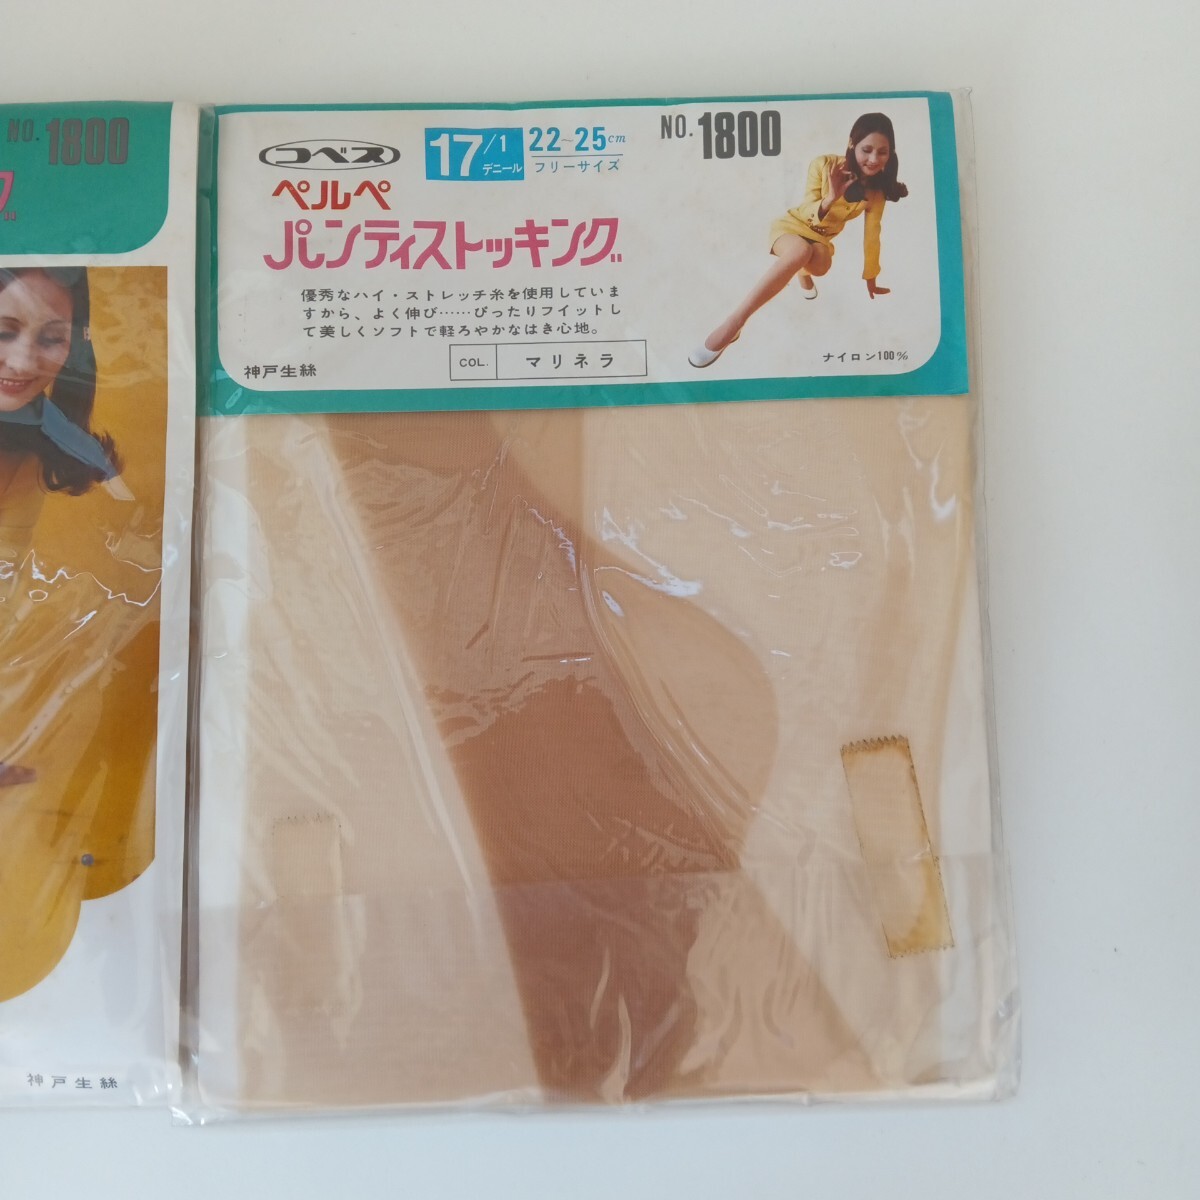 NO. 1800
グ
神戸生絲
コベス
17/1
デニール
22~25cm
フリーサイズ
NO. 1800
ペルペ
パンティストッキング
優秀なハイ・ストレッチ糸を使用していま
すから、よく伸び……ぴったりフイットし
て美しくソフトで軽ろやかなはき心地。
神戸生絲
COL. マリネラ
ナイロン100%